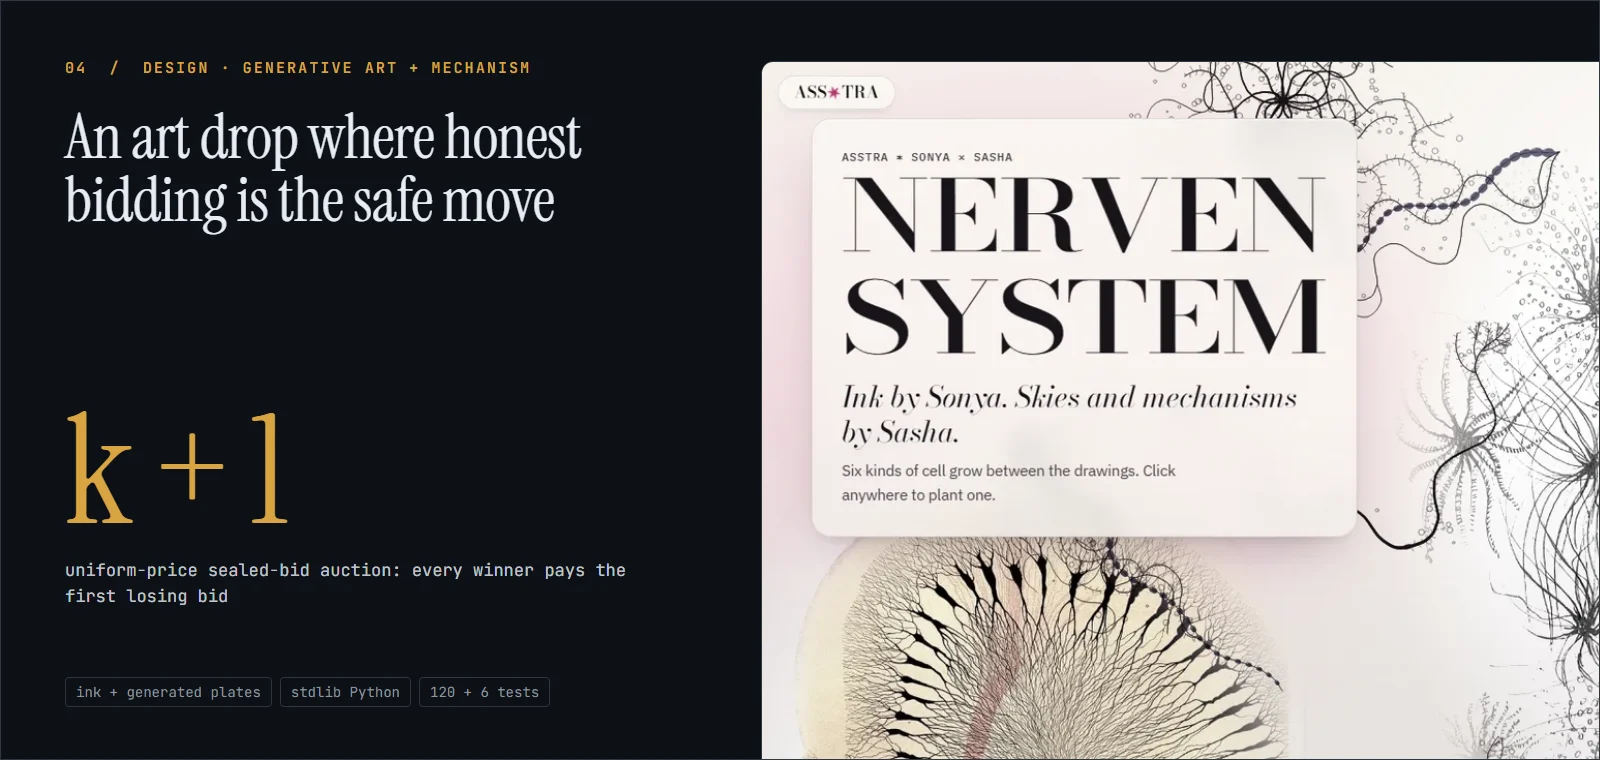 04 / DESIGN · GENERATIVE ART + MECHANISM
An art drop where honest
bidding is the safe move
k + 1
uniform-price sealed-bid auction: every winner pays the
first losing bid
ink + generated plates
stdlib Python
120 + 6 tests
ASS✶TRA
ASSTRA ✶ SONYA × SASHA
NERVEN
SYSTEM
Ink by Sonya. Skies and mechanisms
by Sasha.
Six kinds of cell grow between the drawings. Click
anywhere to plant one.